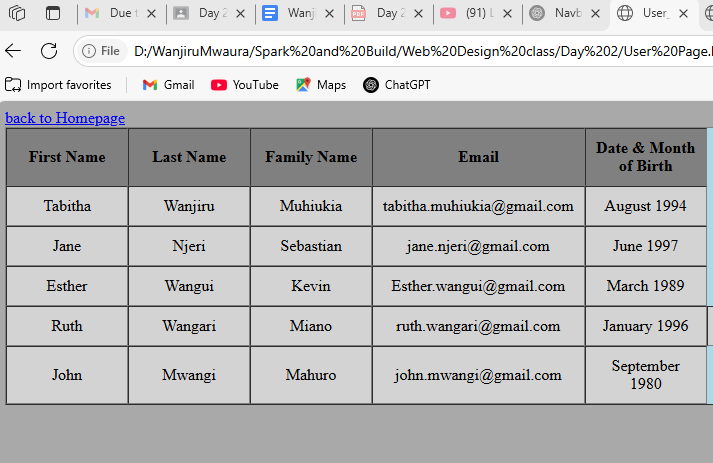 Due t
Day 2
Wanji
Day 2
(91) L
Navb
User_
File
D:/WanjiruMwaura/Spark%20and%20Build/Web%20Design%20class/Day%202/User%20Page.
Import favorites
Gmail
YouTube
Maps
ChatGPT
back to Homepage
First Name Last Name Family Name Email Date & Month
of Birth
Tabitha Wanjiru Muhiukia tabitha.muhiukia@gmail.com August 1994
Jane Njeri Sebastian jane.njeri@gmail.com June 1997
Esther Wangui Kevin Esther.wangui@gmail.com March 1989
Ruth Wangari Miano ruth.wangari@gmail.com January 1996
John Mwangi Mahuro john.mwangi@gmail.com September
1980